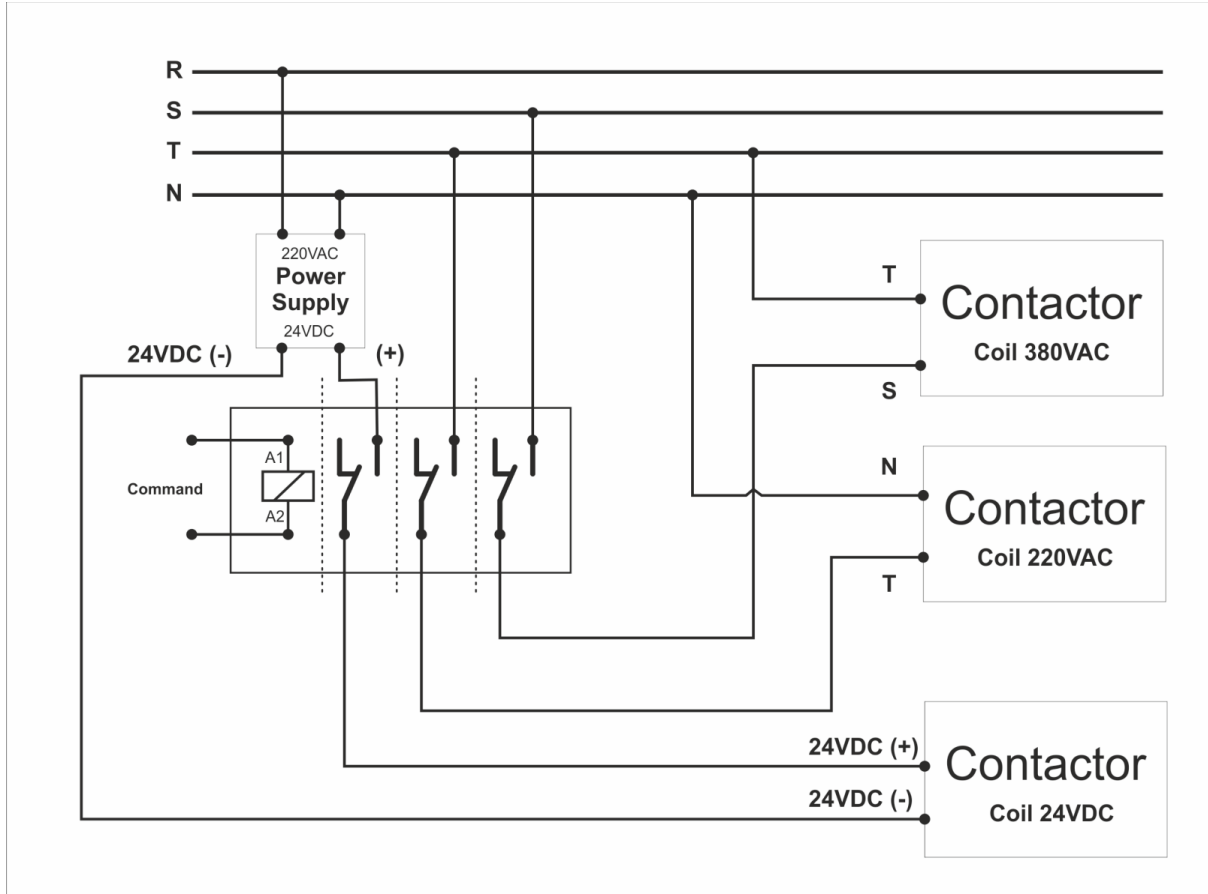 R
S
T
N
220VAC
Power
Supply
24VDC
24VDC (-)
(+)
A1
Command
A2
T
Contactor
Coil 380VAC
S
N
Contactor
Coil 220VAC
T
24VDC (+)
Contactor
24VDC (-)
Coil 24VDC